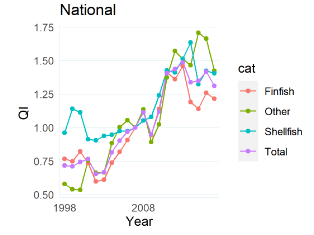 National
1.75
1.50
1.25
1.00
0.75
0.50
QI
1998
2008
Year
cat
Finfish
Other
Shellfish
Total